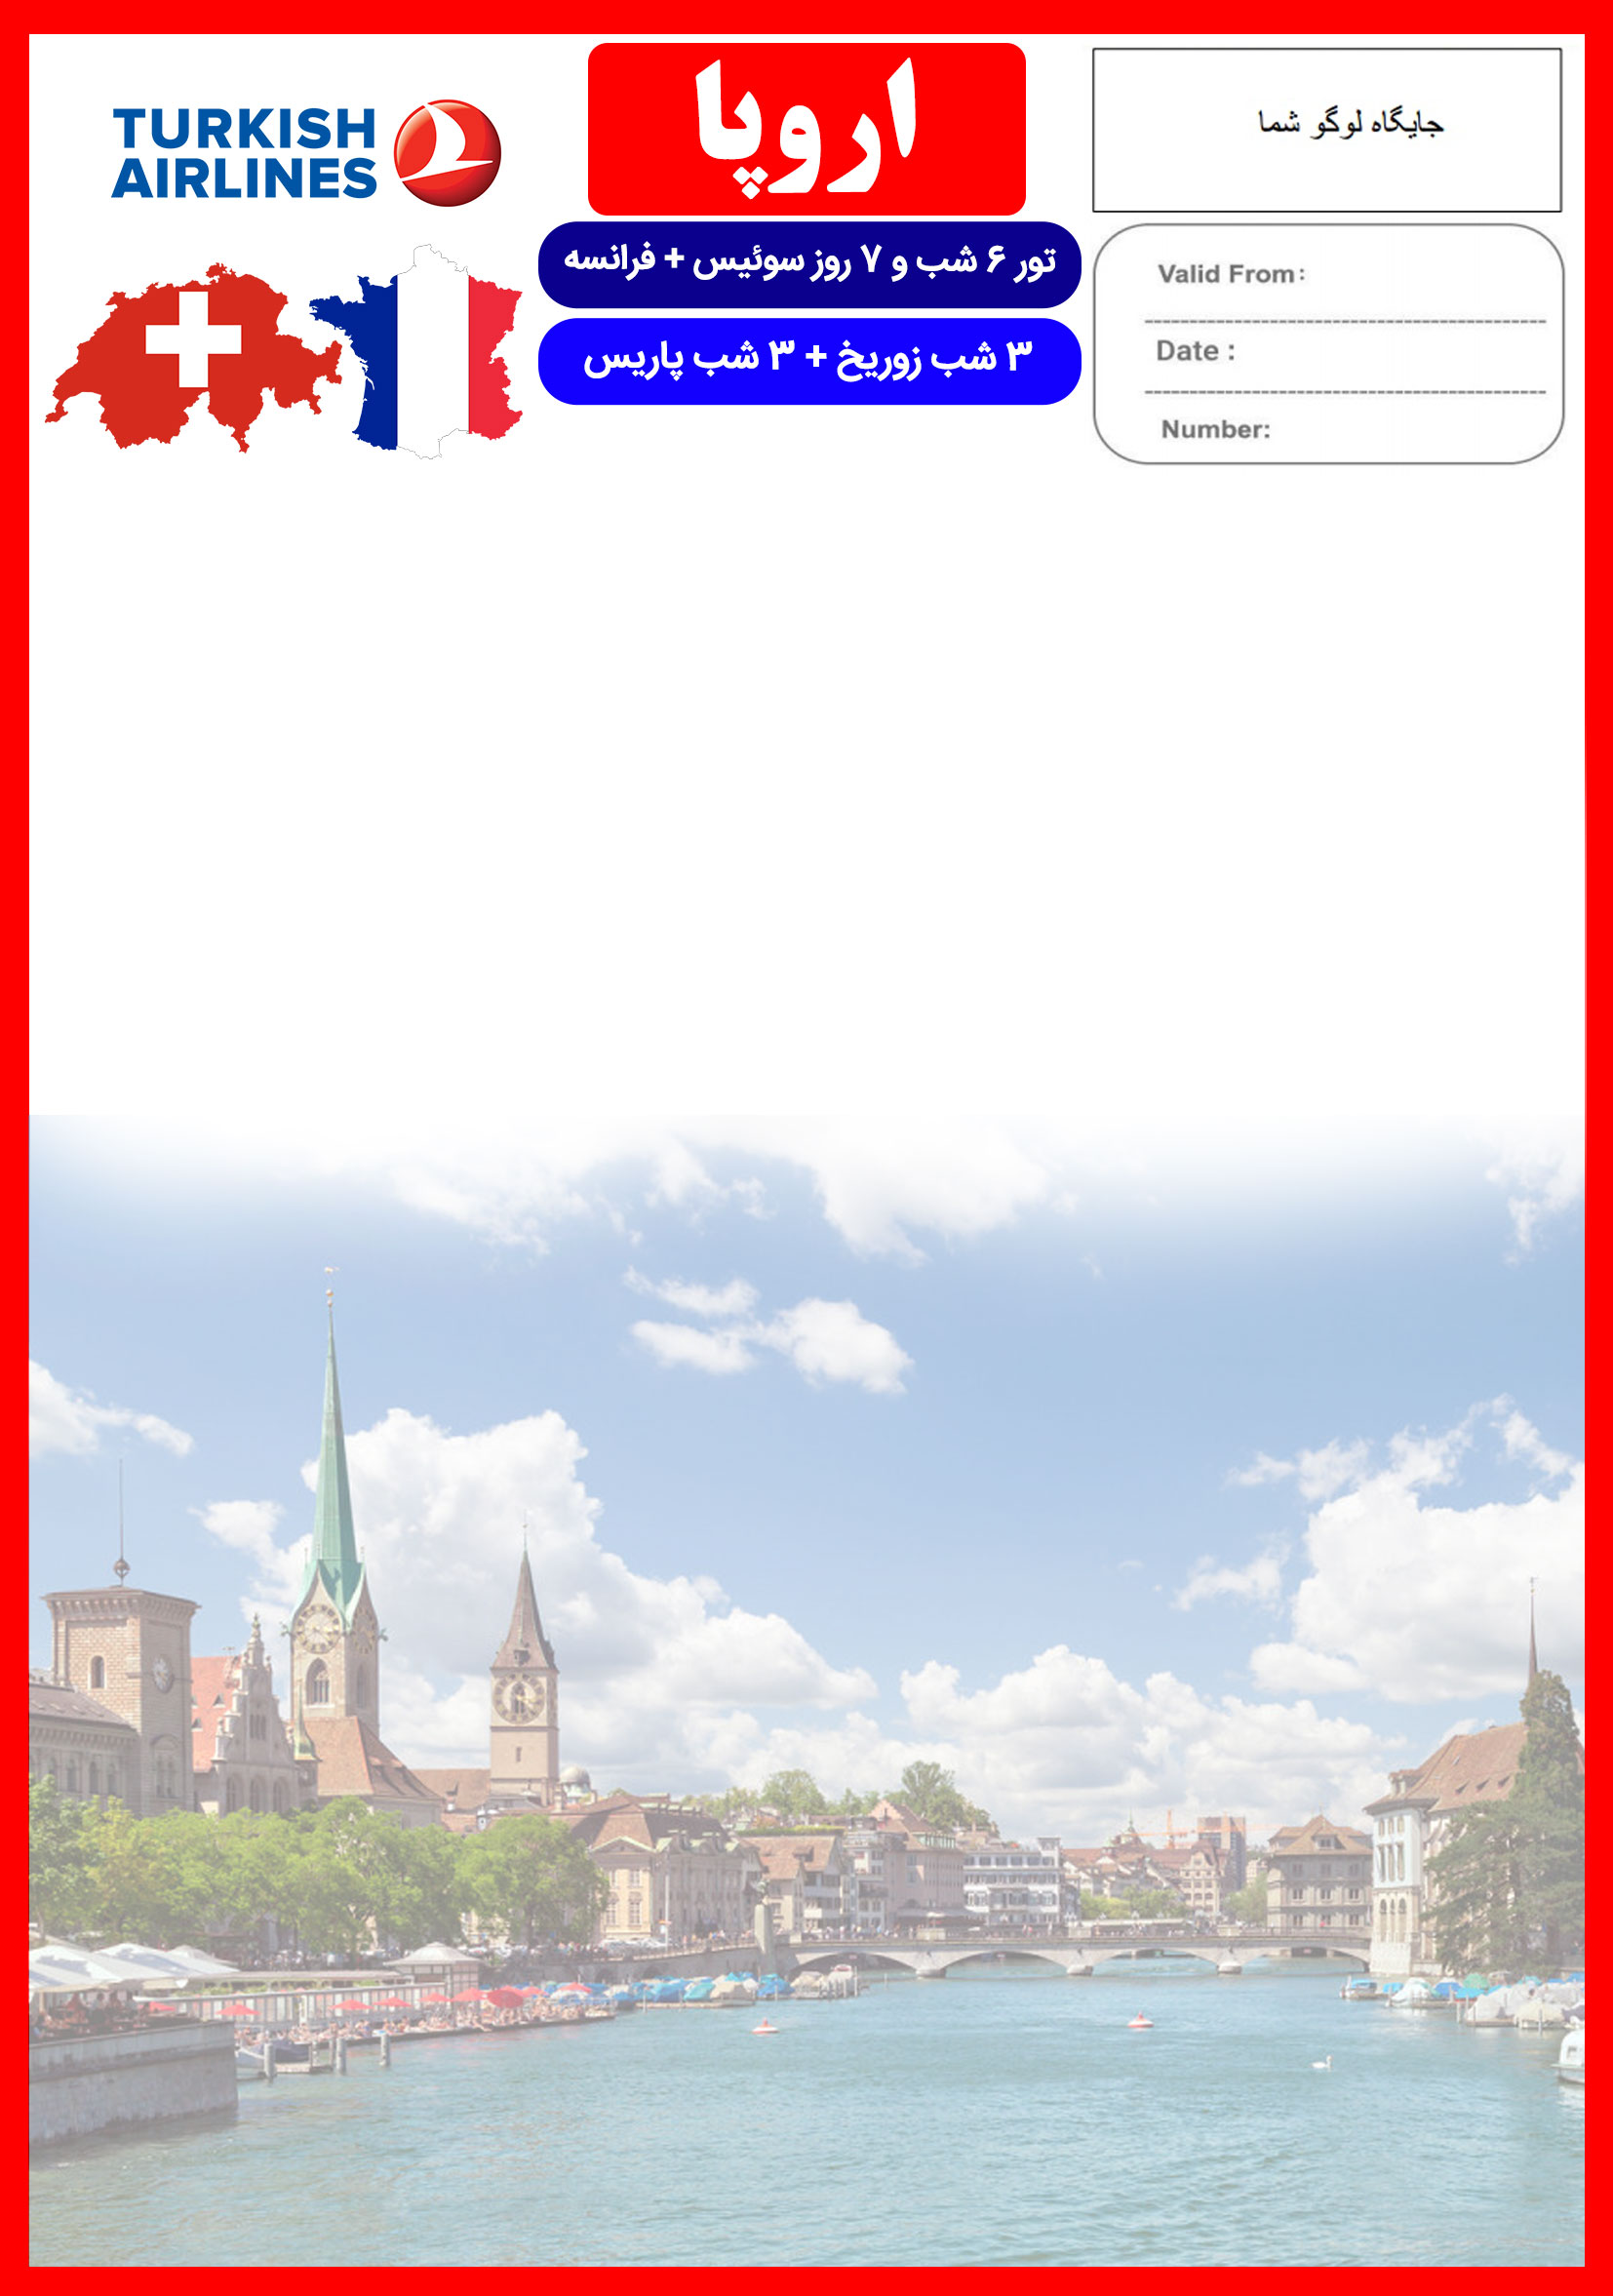 TURKISH
AIRLINES
اروپا
جایگاه لوگو شما
تور ۶ شب و ۷ روز سوئیس + فرانسه
۳ شب زوریخ + ۳ شب پاریس
Valid From:
Date :
Number: